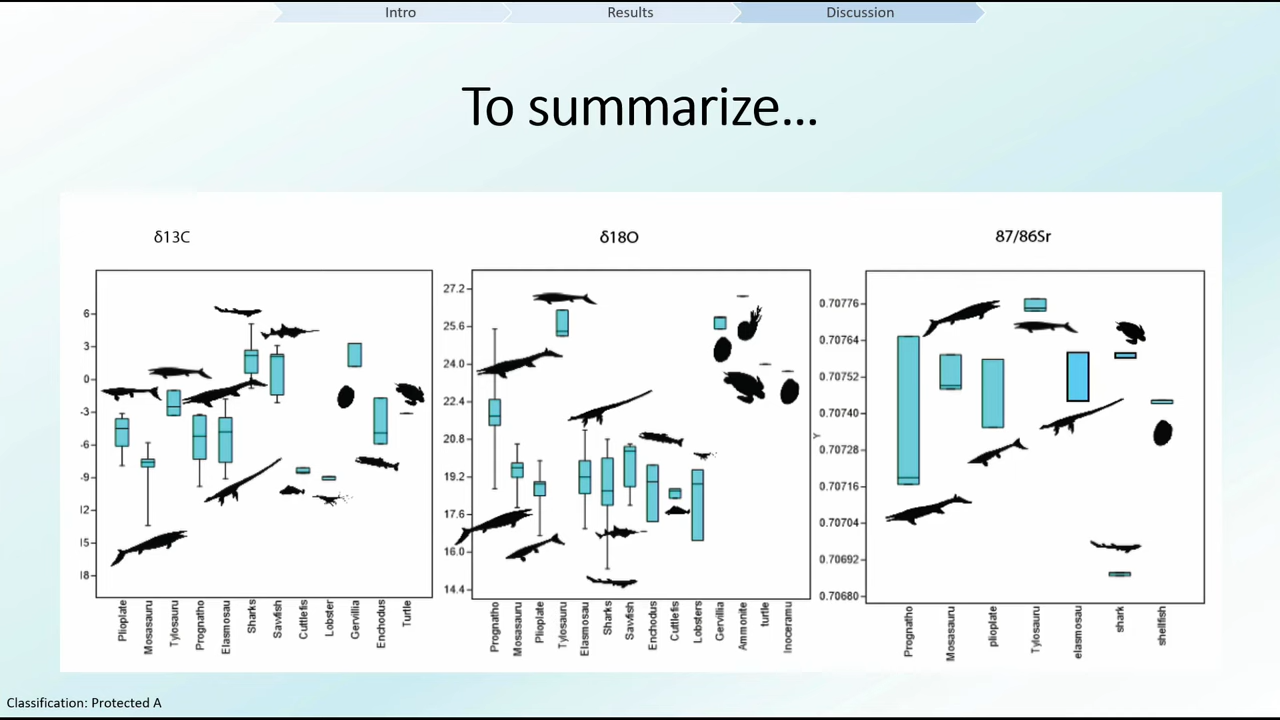 Intro Results Discussion
To summarize...
δ13C
6
3
0
-3
-6
-9
12
15
18
Plioplate
Mosasauru
Tylosauru
Prognatho
Elasmosau
Sharks
Sawfish
Cuttlefis
Lobster
Gervillia
Enchodus
Turtle
δ18O
27.2
25.6
24.0
22.4
20.8
19.2
17.6
16.0
14.4
Prognatho
Mosasauru
Plioplate
Tylosauru
Elasmosau
Sharks
Sawfish
Enchodus
Cuttlefis
Lobsters
Gervillia
Ammonite
turtle
Inoceramu
87/86Sr
0.70776
0.70764
0.70752
0.70740
0.70728
0.70716
0.70704
0.70692
0.70680
Y
Prognatho
Mosasauru
plioplate
Tylosauru
elasmosau
shark
shellfish
Classification: Protected A